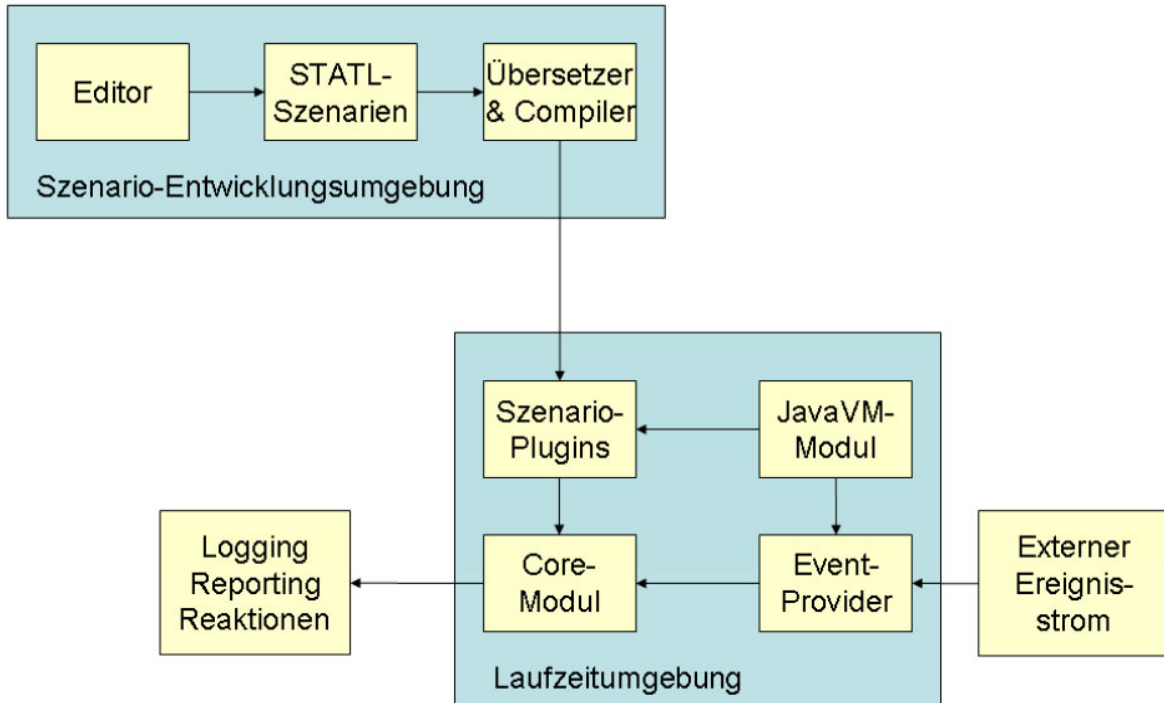 Editor
STATL-
Szenarien
Übersetzer
& Compiler
Szenario-Entwicklungsumgebung
Szenario-
Plugins
JavaVM-
Modul
Logging
Reporting
Reaktionen
Core-
Modul
Event-
Provider
Externer
Ereignis-
strom
Laufzeitumgebung